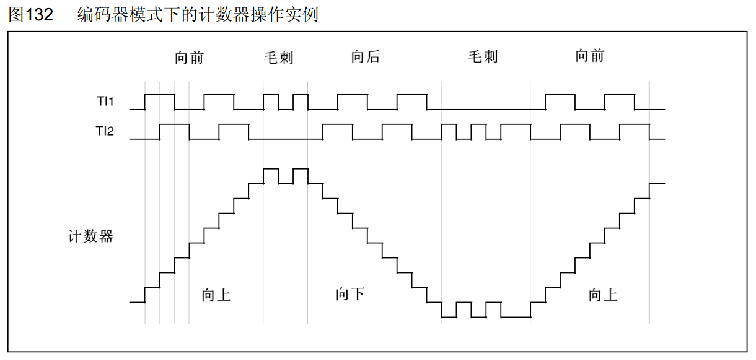 图132 编码器模式下的计数器操作实例
向前 毛刺 向后 毛刺 向前
TI1
TI2
计数器
向上 向下 向上